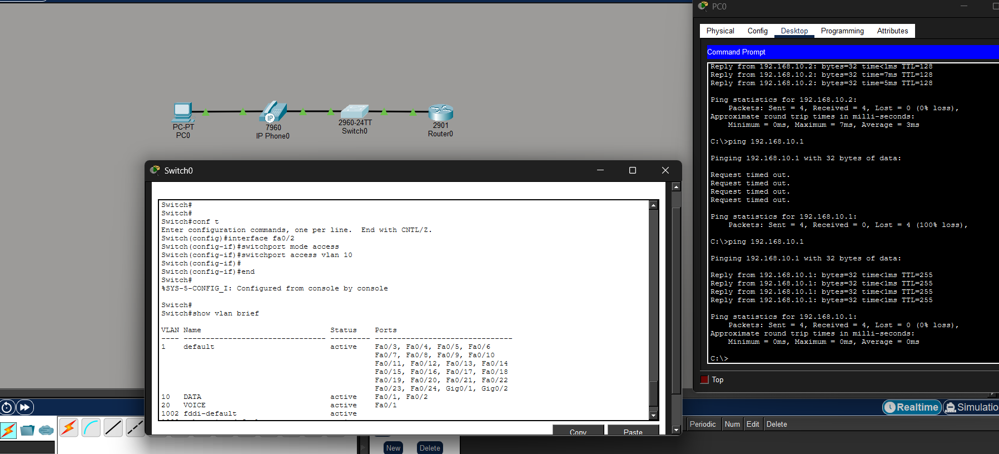 PC-PT
PC0
IP
7960
IP Phone0
2960-24TT
Switch0
2901
Router0
Switch0
Switch#
Switch#
Switch#conf t
Enter configuration commands, one per line.  End with CNTL/Z.
Switch(config)#interface fa0/2
Switch(config-if)#switchport mode access
Switch(config-if)#switchport access vlan 10
Switch(config-if)#
Switch(config-if)#end
Switch#
%SYS-5-CONFIG_I: Configured from console by console
Switch#
Switch#show vlan brief
VLAN Name                             Status    Ports
---- -------------------------------- --------- -------------------------------
1    default                          active    Fa0/3, Fa0/4, Fa0/5, Fa0/6
Fa0/7, Fa0/8, Fa0/9, Fa0/10
Fa0/11, Fa0/12, Fa0/13, Fa0/14
Fa0/15, Fa0/16, Fa0/17, Fa0/18
Fa0/19, Fa0/20, Fa0/21, Fa0/22
Fa0/23, Fa0/24, Gig0/1, Gig0/2
10   DATA                             active    Fa0/1, Fa0/2
20   VOICE                            active    Fa0/1
1002 fddi-default                     active
Copy
Paste
New
Delete
PC0
Physical
Config
Desktop
Programming
Attributes
Command Prompt
Reply from 192.168.10.2: bytes=32 time<1ms TTL=128
Reply from 192.168.10.2: bytes=32 time=7ms TTL=128
Reply from 192.168.10.2: bytes=32 time=5ms TTL=128
Ping statistics for 192.168.10.2:
Packets: Sent = 4, Received = 4, Lost = 0 (0% loss),
Approximate round trip times in milli-seconds:
Minimum = 0ms, Maximum = 7ms, Average = 3ms
C:\>ping 192.168.10.1
Pinging 192.168.10.1 with 32 bytes of data:
Request timed out.
Request timed out.
Request timed out.
Request timed out.
Ping statistics for 192.168.10.1:
Packets: Sent = 4, Received = 0, Lost = 4 (100% loss),
C:\>ping 192.168.10.1
Pinging 192.168.10.1 with 32 bytes of data:
Reply from 192.168.10.1: bytes=32 time<1ms TTL=255
Reply from 192.168.10.1: bytes=32 time<1ms TTL=255
Reply from 192.168.10.1: bytes=32 time<1ms TTL=255
Reply from 192.168.10.1: bytes=32 time<1ms TTL=255
Ping statistics for 192.168.10.1:
Packets: Sent = 4, Received = 4, Lost = 0 (0% loss),
Approximate round trip times in milli-seconds:
Minimum = 0ms, Maximum = 0ms, Average = 0ms
C:\>
Top
Realtime
Simulatio
Periodic
Num
Edit
Delete